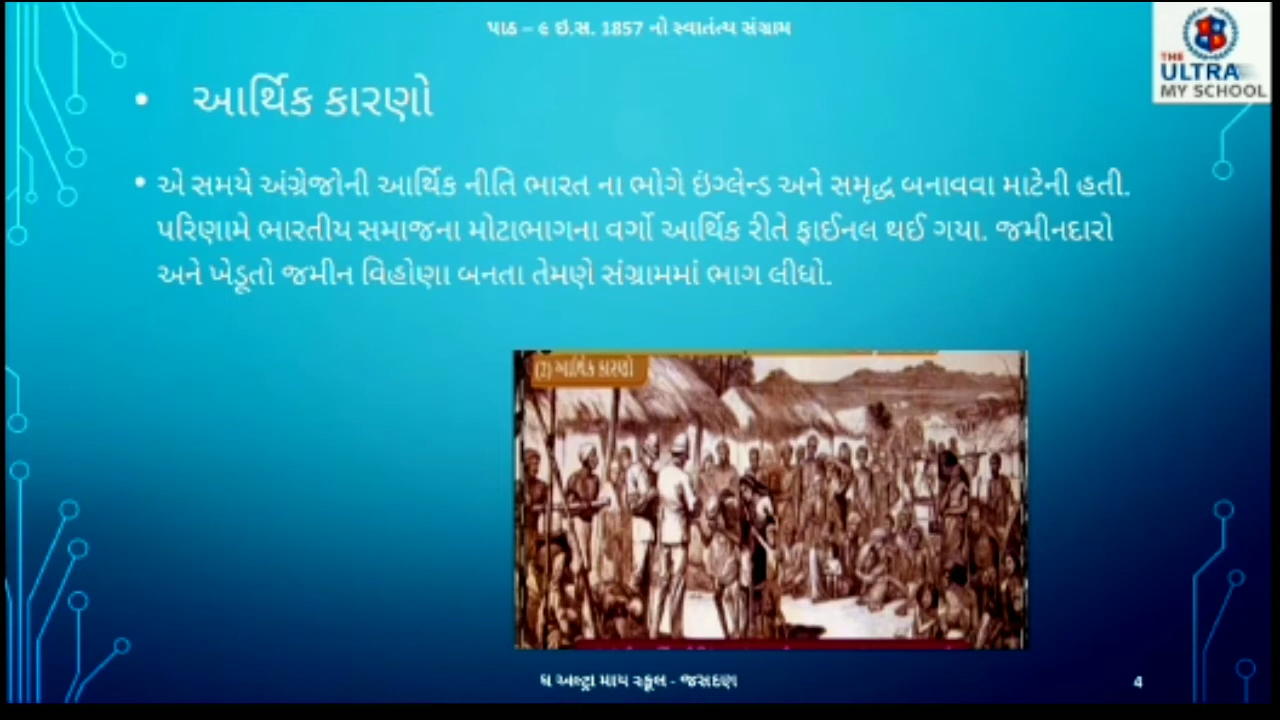 પાઠ – ૯ ઇ.સ. 1857 નો સ્વાતંત્ય સંગ્રામ
THE
ULTRA
MY SCHOOL
• આર્થિક કારણો
• એ સમયે અંગ્રેજોની આર્થિક નીતિ ભારત ના ભોગે ઇંગ્લેન્ડ અને સમૃદ્ધ બનાવવા માટેની હતી.
પરિણામે ભારતીય સમાજના મોટાભાગના વર્ગો આર્થિક રીતે ફાઈનલ થઈ ગયા. જમીનદારો
અને ખેડૂતો જમીન વિહોણા બનતા તેમણે સંગ્રામમાં ભાગ લીધો.
(2) આર્થિક કારણો
ધ અલ્ટ્રા માય સ્કૂલ - જસદણ
4